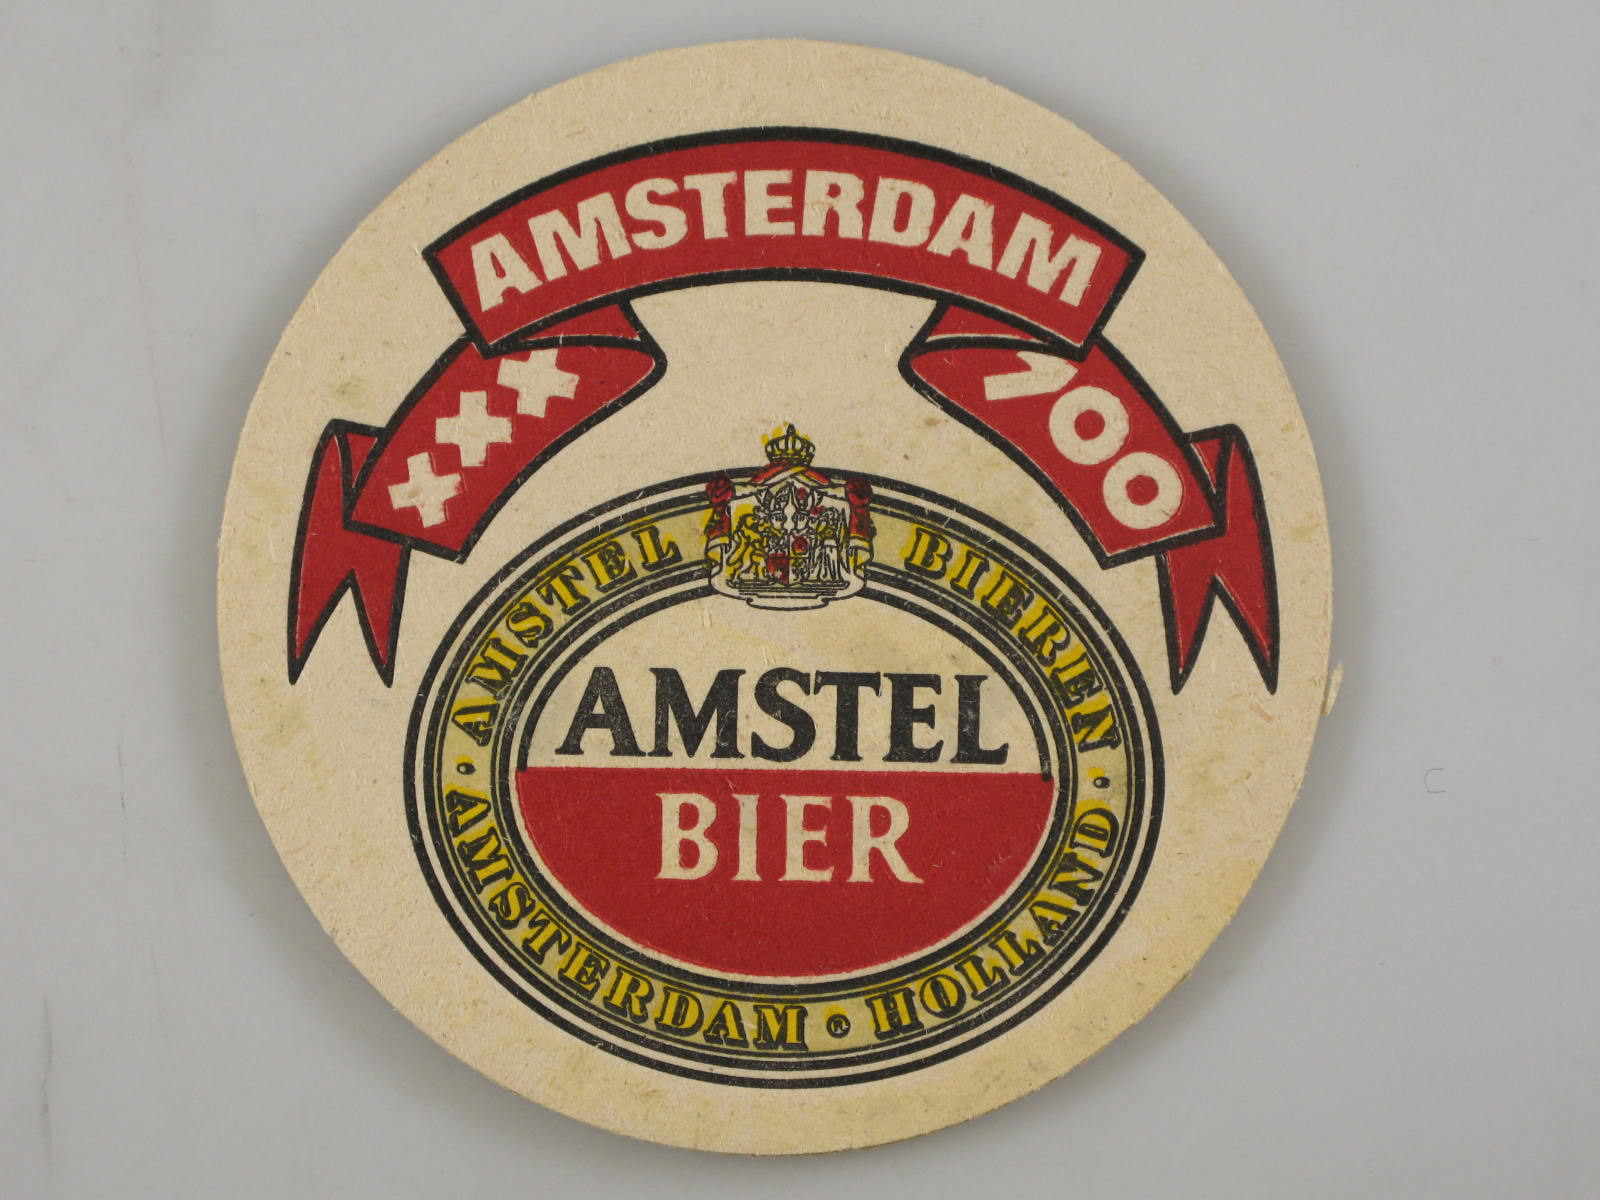 AMSTERDAM
XXX
700
AMSTEL BIEREN
AMSTEL
BIER
AMSTERDAM ® HOLLAND